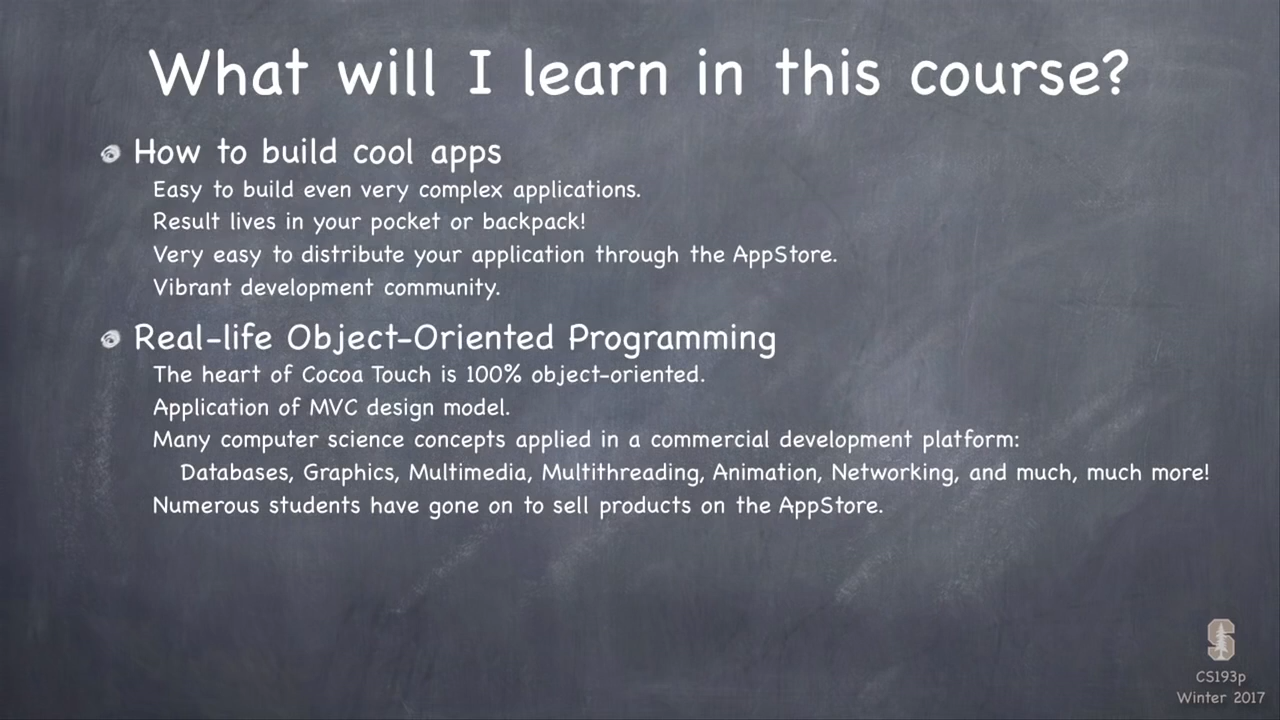 What will I learn in this course?
How to build cool apps
Easy to build even very complex applications.
Result lives in your pocket or backpack!
Very easy to distribute your application through the AppStore.
Vibrant development community.
Real-life Object-Oriented Programming
The heart of Cocoa Touch is 100% object-oriented.
Application of MVC design model.
Many computer science concepts applied in a commercial development platform:
Databases, Graphics, Multimedia, Multithreading, Animation, Networking, and much, much more!
Numerous students have gone on to sell products on the AppStore.
S
CS193p
Winter 2017